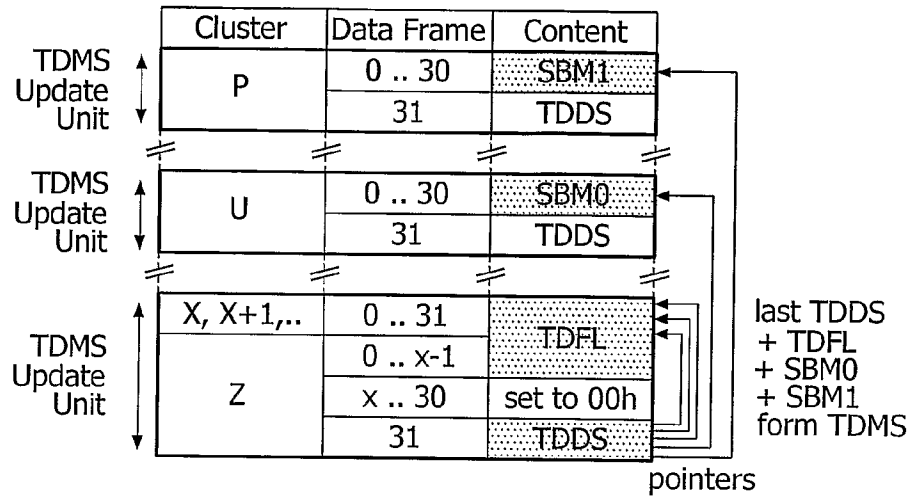 Cluster Data Frame Content
TDMS Update Unit
P
0 .. 30 SBM1
31 TDDS
TDMS Update Unit
U
0 .. 30 SBM0
31 TDDS
TDMS Update Unit
X, X+1,.. 0 .. 31
TDFL
Z
0 .. x-1
x .. 30 set to 00h
31 TDDS
last TDDS
+ TDFL
+ SBM0
+ SBM1
form TDMS
pointers